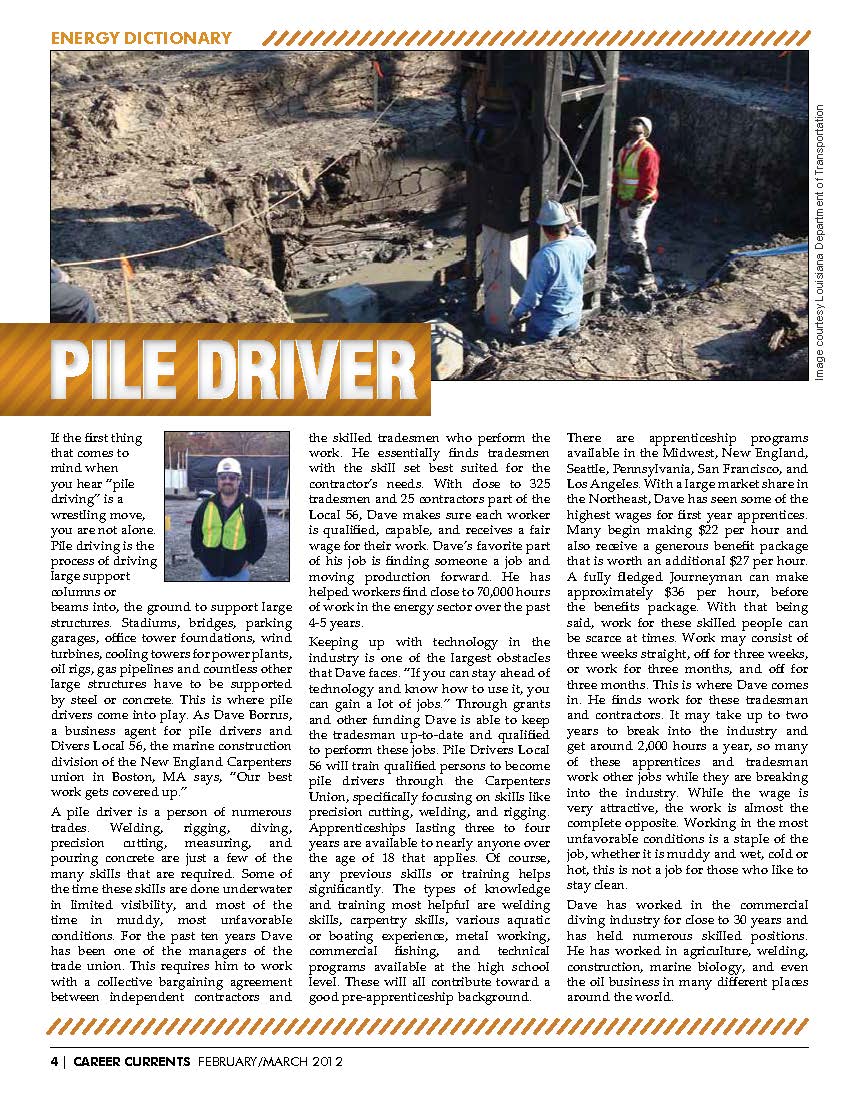 ENERGY DICTIONARY
Image courtesy Louisiana Department of Transportation
PILE DRIVER
If the first thing
that comes to
mind when
you hear “pile
driving” is a
wrestling move,
you are not alone.
Pile driving is the
process of driving
large support
columns or
beams into, the ground to support large
structures. Stadiums, bridges, parking
garages, office tower foundations, wind
turbines, cooling towers for power plants,
oil rigs, gas pipelines and countless other
large structures have to be supported
by steel or concrete. This is where pile
drivers come into play. As Dave Borrus,
a business agent for pile drivers and
Divers Local 56, the marine construction
division of the New England Carpenters
union in Boston, MA says, “Our best
work gets covered up.”
A pile driver is a person of numerous
trades. Welding, rigging, diving,
precision cutting, measuring, and
pouring concrete are just a few of the
many skills that are required. Some of
the time these skills are done underwater
in limited visibility, and most of the
time in muddy, most unfavorable
conditions. For the past ten years Dave
has been one of the managers of the
trade union. This requires him to work
with a collective bargaining agreement
between independent contractors and
the skilled tradesmen who perform the
work. He essentially finds tradesmen
with the skill set best suited for the
contractor’s needs. With close to 325
tradesmen and 25 contractors part of the
Local 56, Dave makes sure each worker
is qualified, capable, and receives a fair
wage for their work. Dave’s favorite part
of his job is finding someone a job and
moving production forward. He has
helped workers find close to 70,000 hours
of work in the energy sector over the past
4-5 years.
Keeping up with technology in the
industry is one of the largest obstacles
that Dave faces. “If you can stay ahead of
technology and know how to use it, you
can gain a lot of jobs.” Through grants
and other funding Dave is able to keep
the tradesman up-to-date and qualified
to perform these jobs. Pile Drivers Local
56 will train qualified persons to become
pile drivers through the Carpenters
Union, specifically focusing on skills like
precision cutting, welding, and rigging.
Apprenticeships lasting three to four
years are available to nearly anyone over
the age of 18 that applies. Of course,
any previous skills or training helps
significantly. The types of knowledge
and training most helpful are welding
skills, carpentry skills, various aquatic
or boating experience, metal working,
commercial fishing, and technical
programs available at the high school
level. These will all contribute toward a
good pre-apprenticeship background.
There are apprenticeship programs
available in the Midwest, New England,
Seattle, Pennsylvania, San Francisco, and
Los Angeles. With a large market share in
the Northeast, Dave has seen some of the
highest wages for first year apprentices.
Many begin making $22 per hour and
also receive a generous benefit package
that is worth an additional $27 per hour.
A fully fledged Journeyman can make
approximately $36 per hour, before
the benefits package. With that being
said, work for these skilled people can
be scarce at times. Work may consist of
three weeks straight, off for three weeks,
or work for three months, and off for
three months. This is where Dave comes
in. He finds work for these tradesman
and contractors. It may take up to two
years to break into the industry and
get around 2,000 hours a year, so many
of these apprentices and tradesman
work other jobs while they are breaking
into the industry. While the wage is
very attractive, the work is almost the
complete opposite. Working in the most
unfavorable conditions is a staple of the
job, whether it is muddy and wet, cold or
hot, this is not a job for those who like to
stay clean.
Dave has worked in the commercial
diving industry for close to 30 years and
has held numerous skilled positions.
He has worked in agriculture, welding,
construction, marine biology, and even
the oil business in many different places
around the world.
4 | CAREER CURRENTS FEBRUARY/MARCH 2012